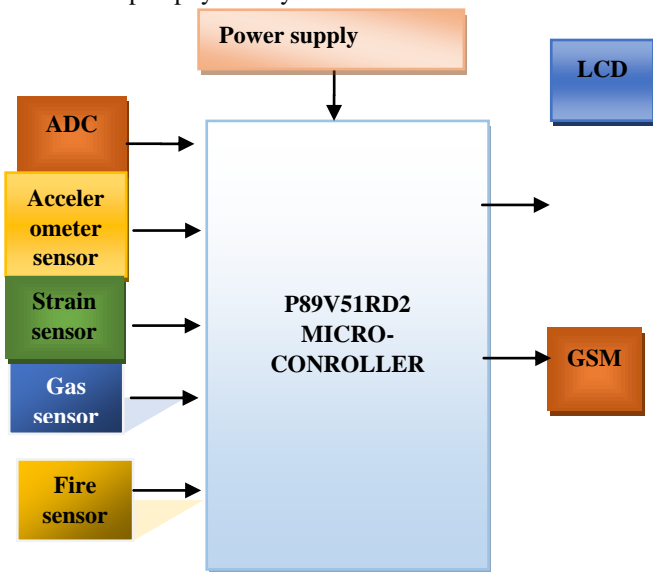 Power supply
LCD
ADC
Acceler
ometer
sensor
Strain
sensor
Gas
sensor
Fire
sensor
P89V51RD2
MICRO-
CONROLLER
GSM